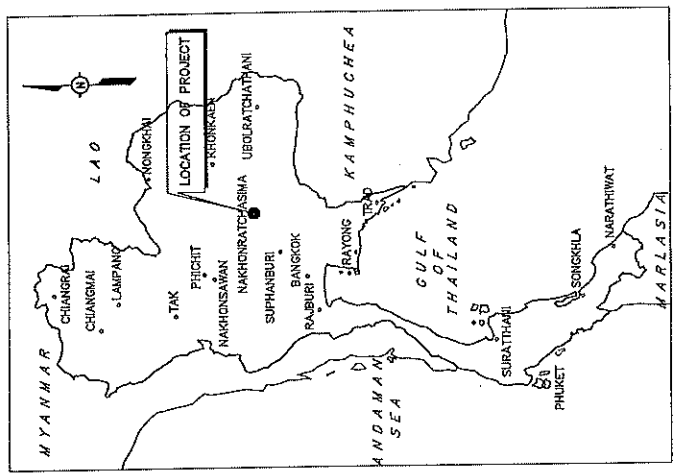 MYANMAR
CHIANGRAI
LAO
CHIANGMAI
LAMPANG
NONGKHAI
N
LOCATION OF PROJECT
TAK
PHICHIT
KHONKAEN
NAKHONSAWAN
NAKHONRATCHASIMA
UBOLRATCHATHANI
SUPHANBURI
BANGKOK
RAJBURI
RAYONG
TRAD
KAMPHUCHEA
ANDAMAN
SEA
GULF
OF
THAILAND
SURATTHANI
PHUKET
SONGKHLA
NARATHIWAT
MARLASIA